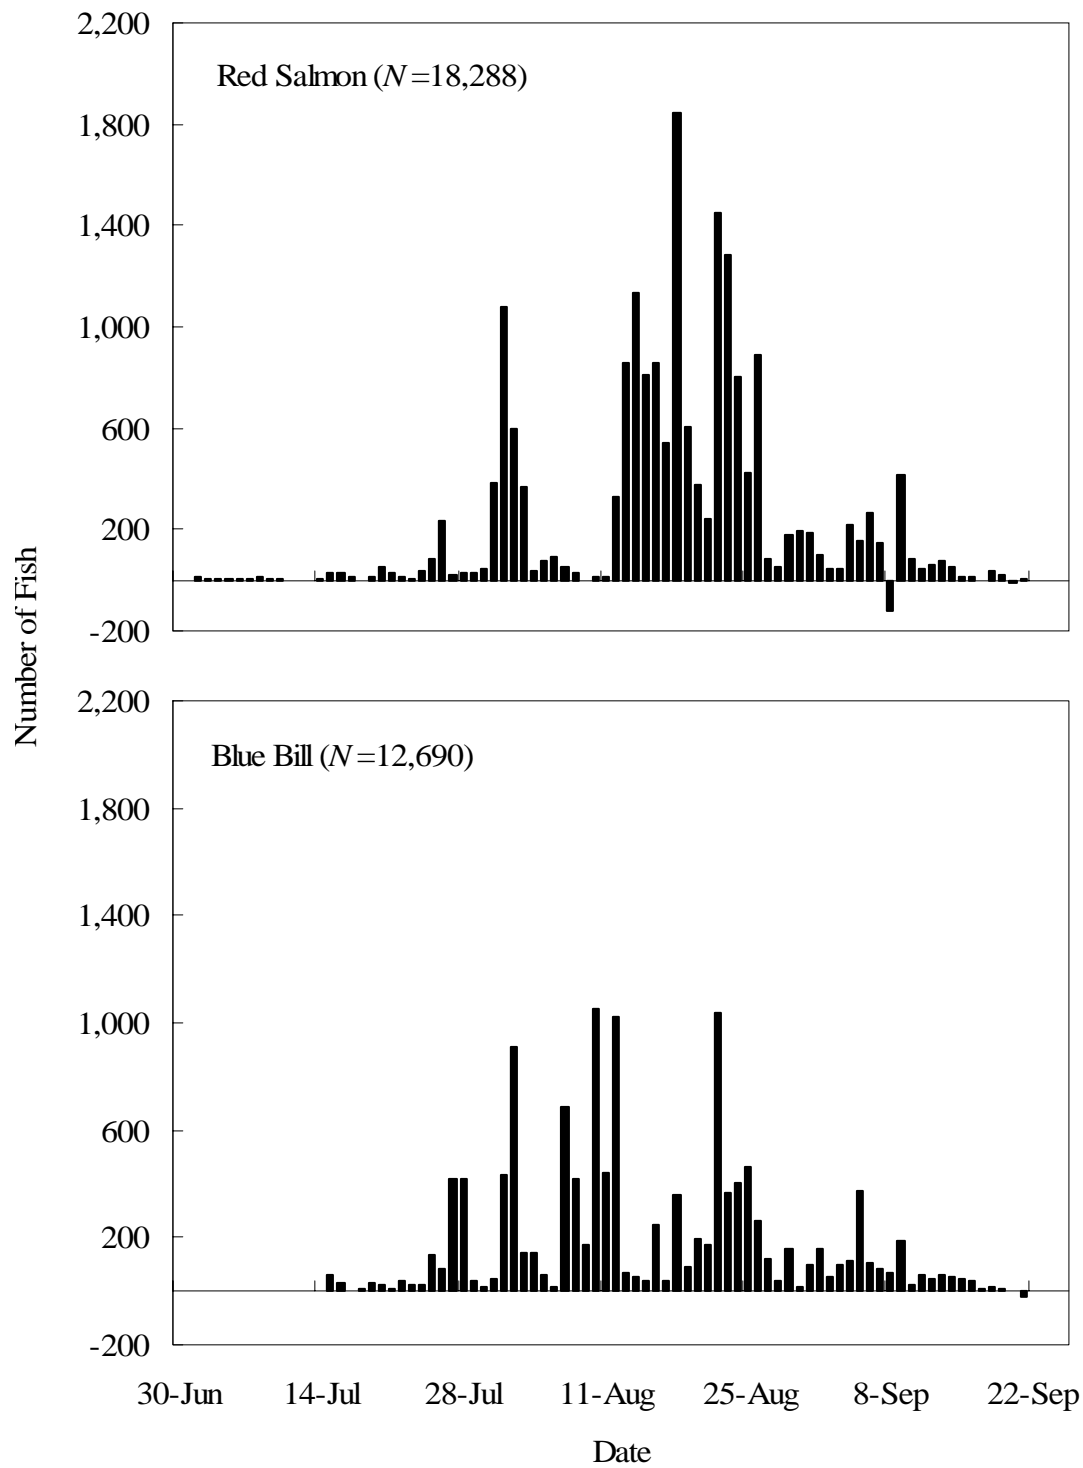 2,200
Red Salmon (N=18,288)
1,800
1,400
1,000
600
200
-200
Number of Fish
2,200
Blue Bill (N=12,690)
1,800
1,400
1,000
600
200
-200
30-Jun 14-Jul 28-Jul 11-Aug 25-Aug 8-Sep 22-Sep
Date